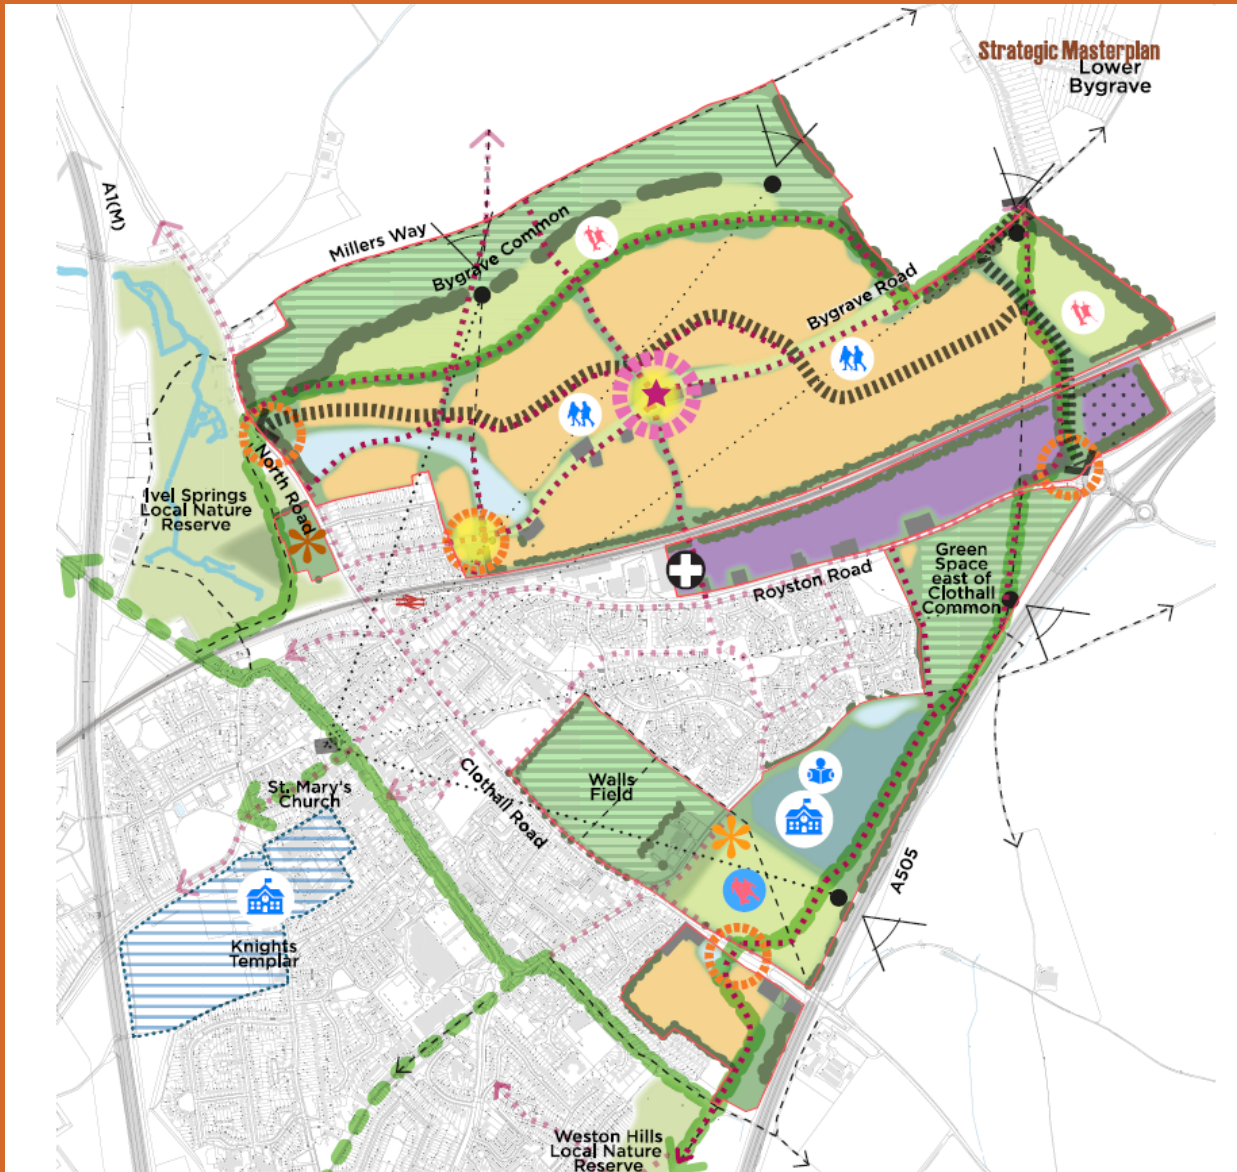 Strategic Masterplan
Lower
Bygrave
A1(M)
Millers Way
Bygrave Common
Bygrave Road
North Road
Ivel Springs
Local Nature
Reserve
Green
Space
east of
Clothall
Common
Royston Road
Clothall Road
Walls
Field
St. Mary's
Church
A505
Knights
Templar
Weston Hills
Local Nature
Reserve